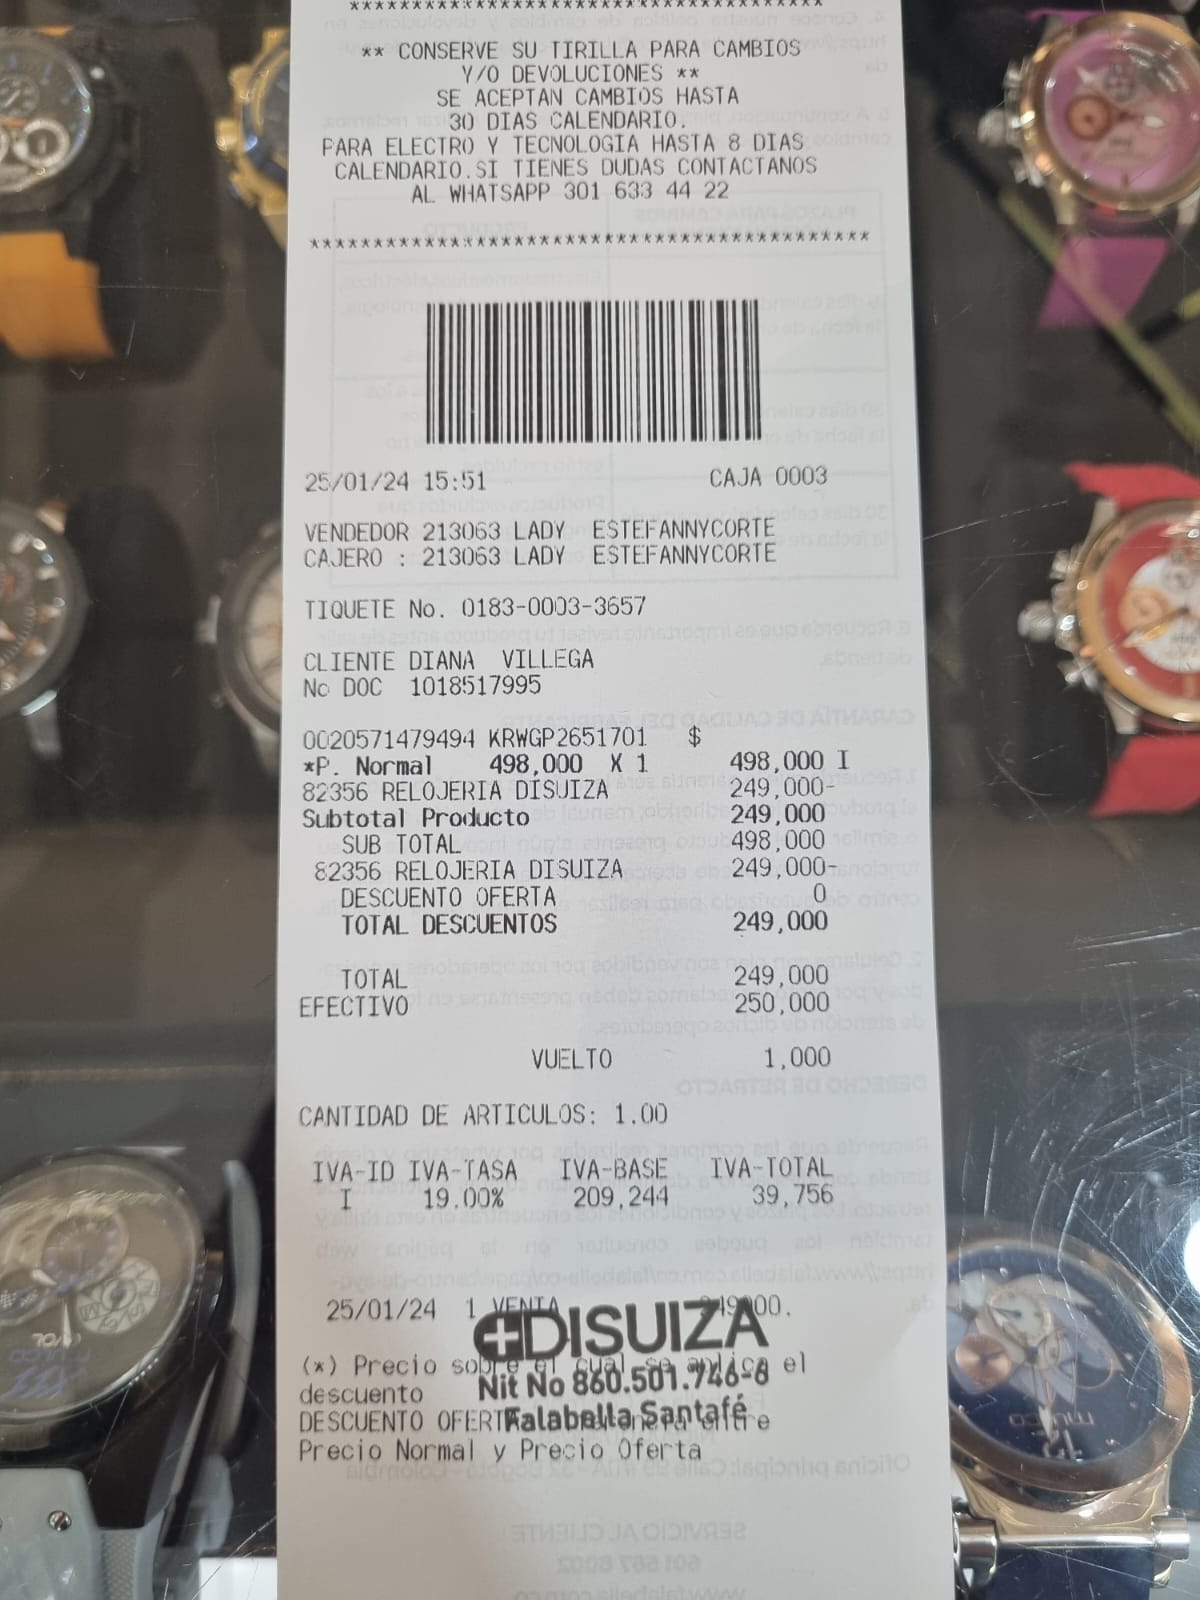 ******************************************
** CONSERVE SU TIRILLA PARA CAMBIOS
Y/O DEVOLUCIONES **
SE ACEPTAN CAMBIOS HASTA
30 DIAS CALENDARIO.
PARA ELECTRO Y TECNOLOGIA HASTA 8 DIAS
CALENDARIO.SI TIENES DUDAS CONTACTANOS
AL WHATSAPP 301 633 44 22
********************************************
25/01/24 15:51 CAJA 0003
VENDEDOR 213063 LADY ESTEFANNYCORTE
CAJERO : 213063 LADY ESTEFANNYCORTE
TIQUETE No. 0183-0003-3657
CLIENTE DIANA VILLEGA
No DOC 1018517995
0020571479494 KRWGP2651701 $
*P. Normal 498,000 X 1 498,000 I
82356 RELOJERIA DISUIZA 249,000-
Subtotal Producto 249,000
SUB TOTAL 498,000
82356 RELOJERIA DISUIZA 249,000-
DESCUENTO OFERTA 0
TOTAL DESCUENTOS 249,000
TOTAL 249,000
EFECTIVO 250,000
VUELTO 1,000
CANTIDAD DE ARTICULOS: 1.00
IVA-ID IVA-TASA IVA-BASE IVA-TOTAL
I 19.00% 209,244 39,756
25/01/24 1 VENTA
DISUIZA
(*) Precio sobre el cual se aplica el
Nit No 860.501.746-8
descuento
Falabella Santafé
DESCUENTO OFERTA entre
Precio Normal y Precio Oferta